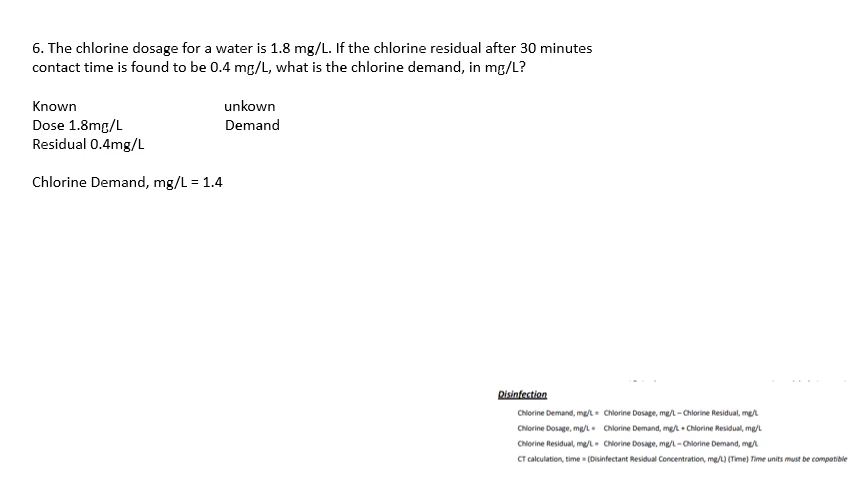 6. The chlorine dosage for a water is 1.8 mg/L. If the chlorine residual after 30 minutes
contact time is found to be 0.4 mg/L, what is the chlorine demand, in mg/L?
Known unkown
Dose 1.8mg/L Demand
Residual 0.4mg/L
Chlorine Demand, mg/L = 1.4
Disinfection
Chlorine Demand, mg/L = Chlorine Dosage, mg/L – Chlorine Residual, mg/L
Chlorine Dosage, mg/L = Chlorine Demand, mg/L + Chlorine Residual, mg/L
Chlorine Residual, mg/L = Chlorine Dosage, mg/L – Chlorine Demand, mg/L
CT calculation, time = (Disinfectant Residual Concentration, mg/L) (Time) Time units must be compatible